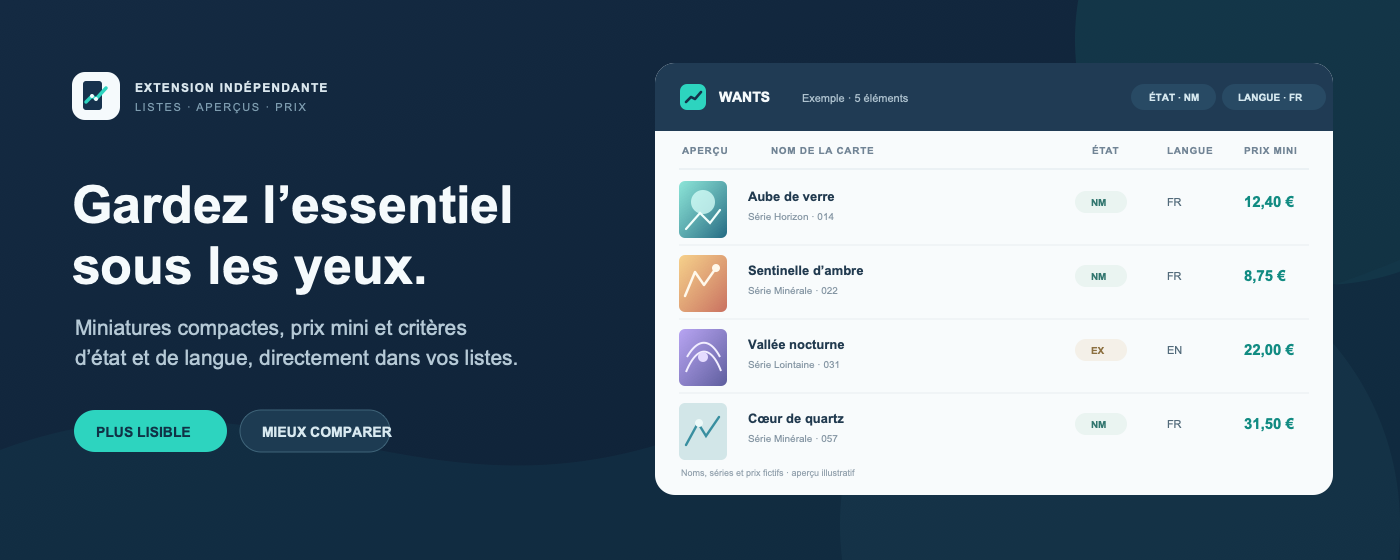 EXTENSION INDÉPENDANTE
LISTES · APERÇUS · PRIX
Gardez l’essentiel
sous les yeux.
Miniatures compactes, prix mini et critères
d’état et de langue, directement dans vos listes.
PLUS LISIBLE
MIEUX COMPARER
WANTS
Exemple · 5 éléments
ÉTAT · NM
LANGUE · FR
APERÇU NOM DE LA CARTE ÉTAT LANGUE PRIX MINI
Aube de verre NM FR 12,40 €
Série Horizon · 014
Sentinelle d’ambre NM FR 8,75 €
Série Minérale · 022
Vallée nocturne EX EN 22,00 €
Série Lointaine · 031
Cœur de quartz NM FR 31,50 €
Série Minérale · 057
Noms, séries et prix fictifs · aperçu illustratif